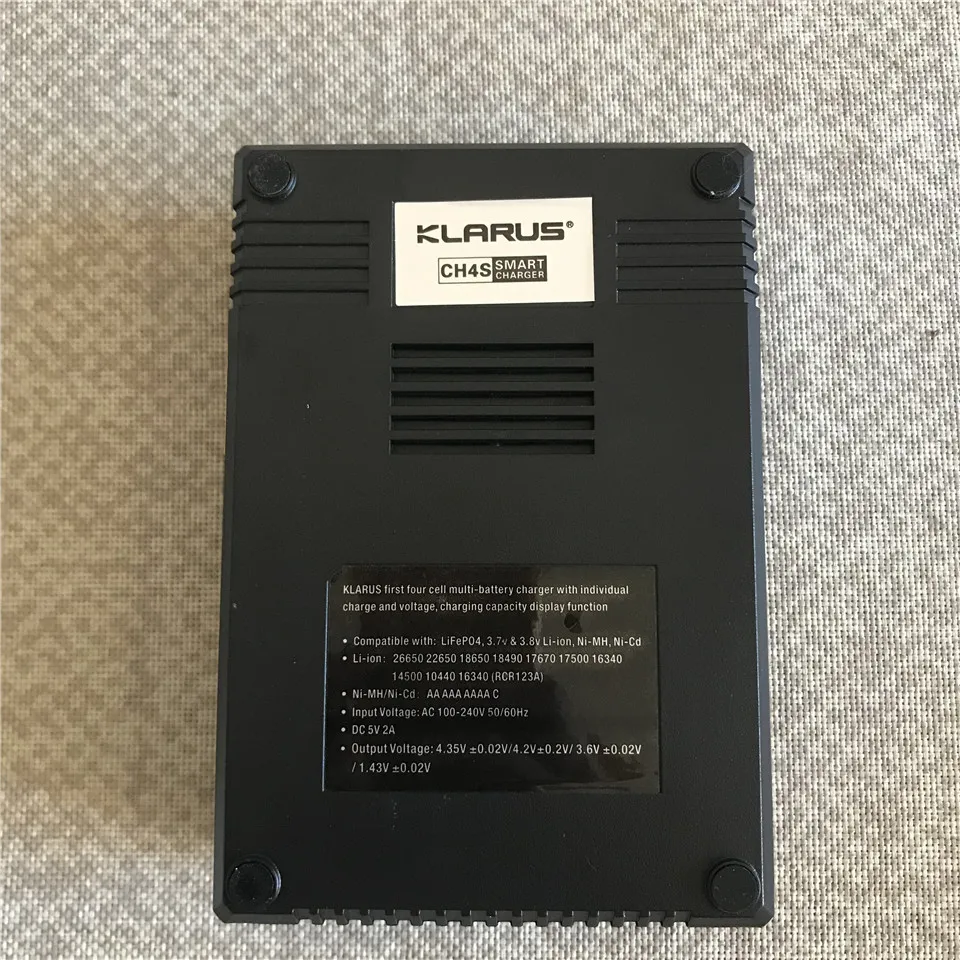 KLARUS®
CH4S SMART CHARGER
KLARUS first four cell multi-battery charger with individual
charge and voltage, charging capacity display function
• Compatible with: LiFePO4, 3.7v & 3.8v Li-ion, Ni-MH, Ni-Cd
• Li-ion: 26650 22650 18650 18490 17670 17500 16340
14500 10440 16340 (RCR123A)
• Ni-MH/Ni-Cd: AA AAA AAAA C
• Input Voltage: AC 100-240V 50/60Hz
• DC 5V 2A
• Output Voltage: 4.35V ±0.02V/4.2V±0.2V/ 3.6V ±0.02V
/ 1.43V ±0.02V